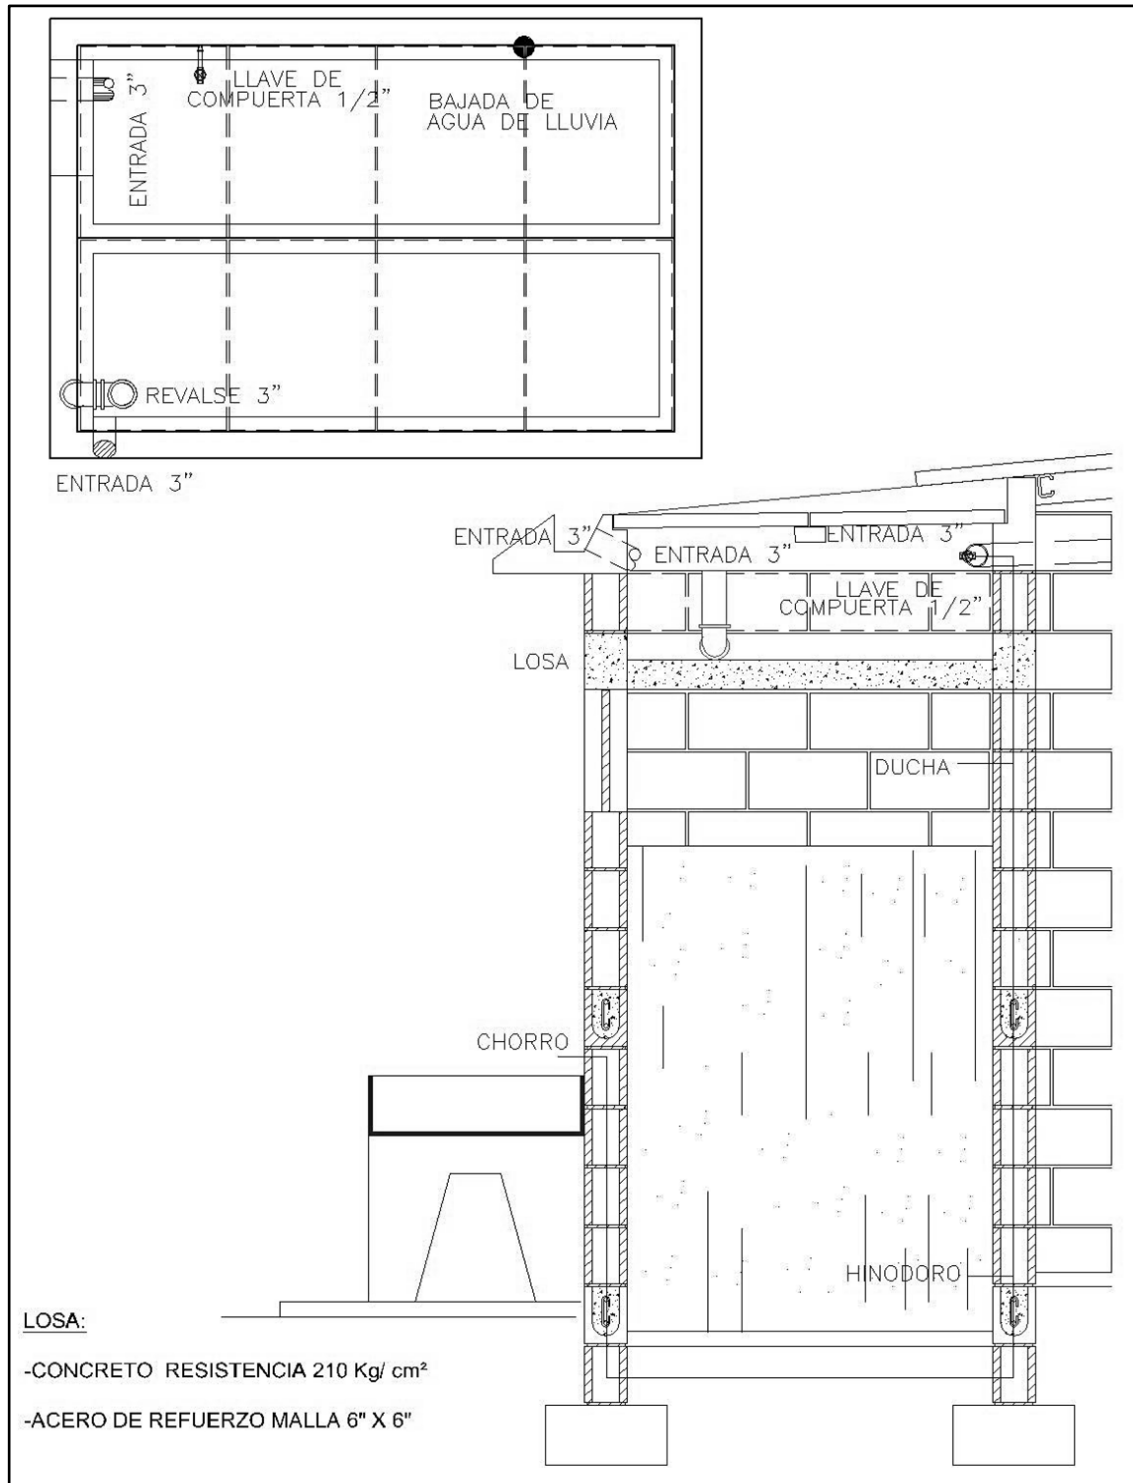 LLAVE DE
COMPUERTA 1/2"
BAJADA DE
AGUA DE LLUVIA
ENTRADA 3"
REVALSE 3"
ENTRADA 3"
ENTRADA 3"
ENTRADA 3"
ENTRADA 3"
LLAVE DE
COMPUERTA 1/2"
LOSA
DUCHA
CHORRO
HINODORO
LOSA:
-CONCRETO RESISTENCIA 210 Kg/ cm²
-ACERO DE REFUERZO MALLA 6" X 6"